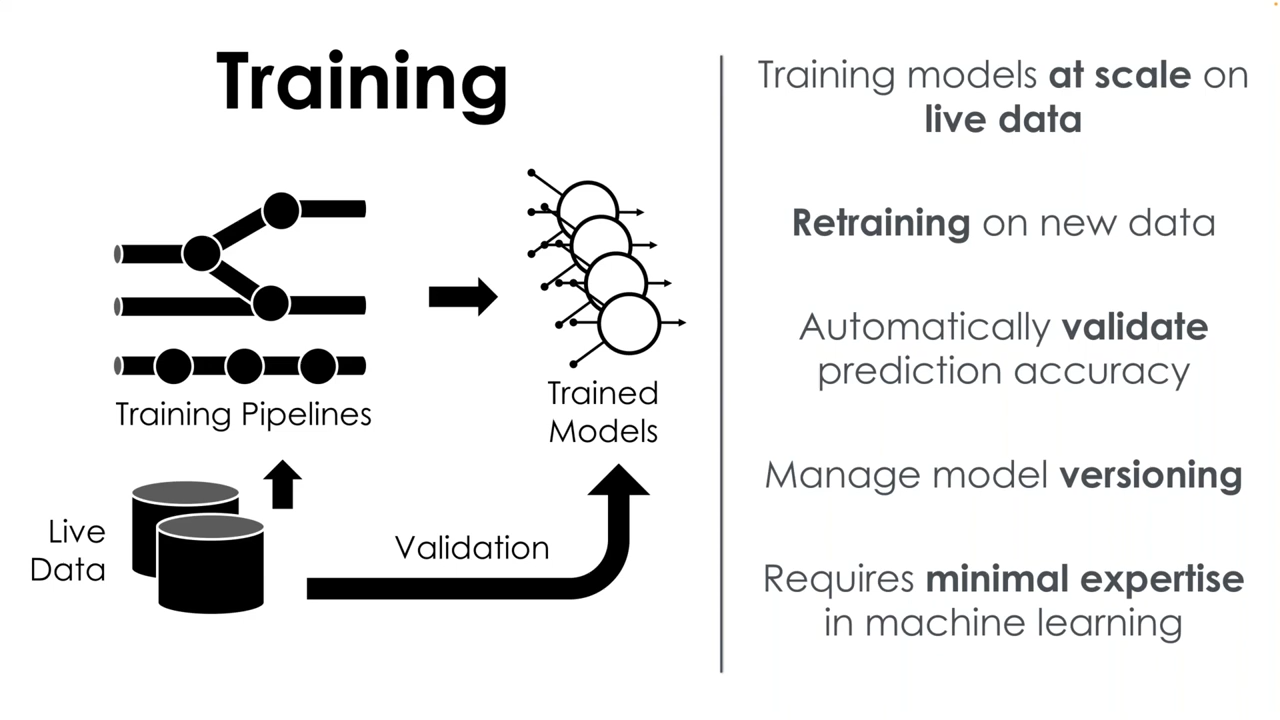 Training
Training Pipelines
Trained
Models
Live
Data
Validation
Training models at scale on
live data
Retraining on new data
Automatically validate
prediction accuracy
Manage model versioning
Requires minimal expertise
in machine learning